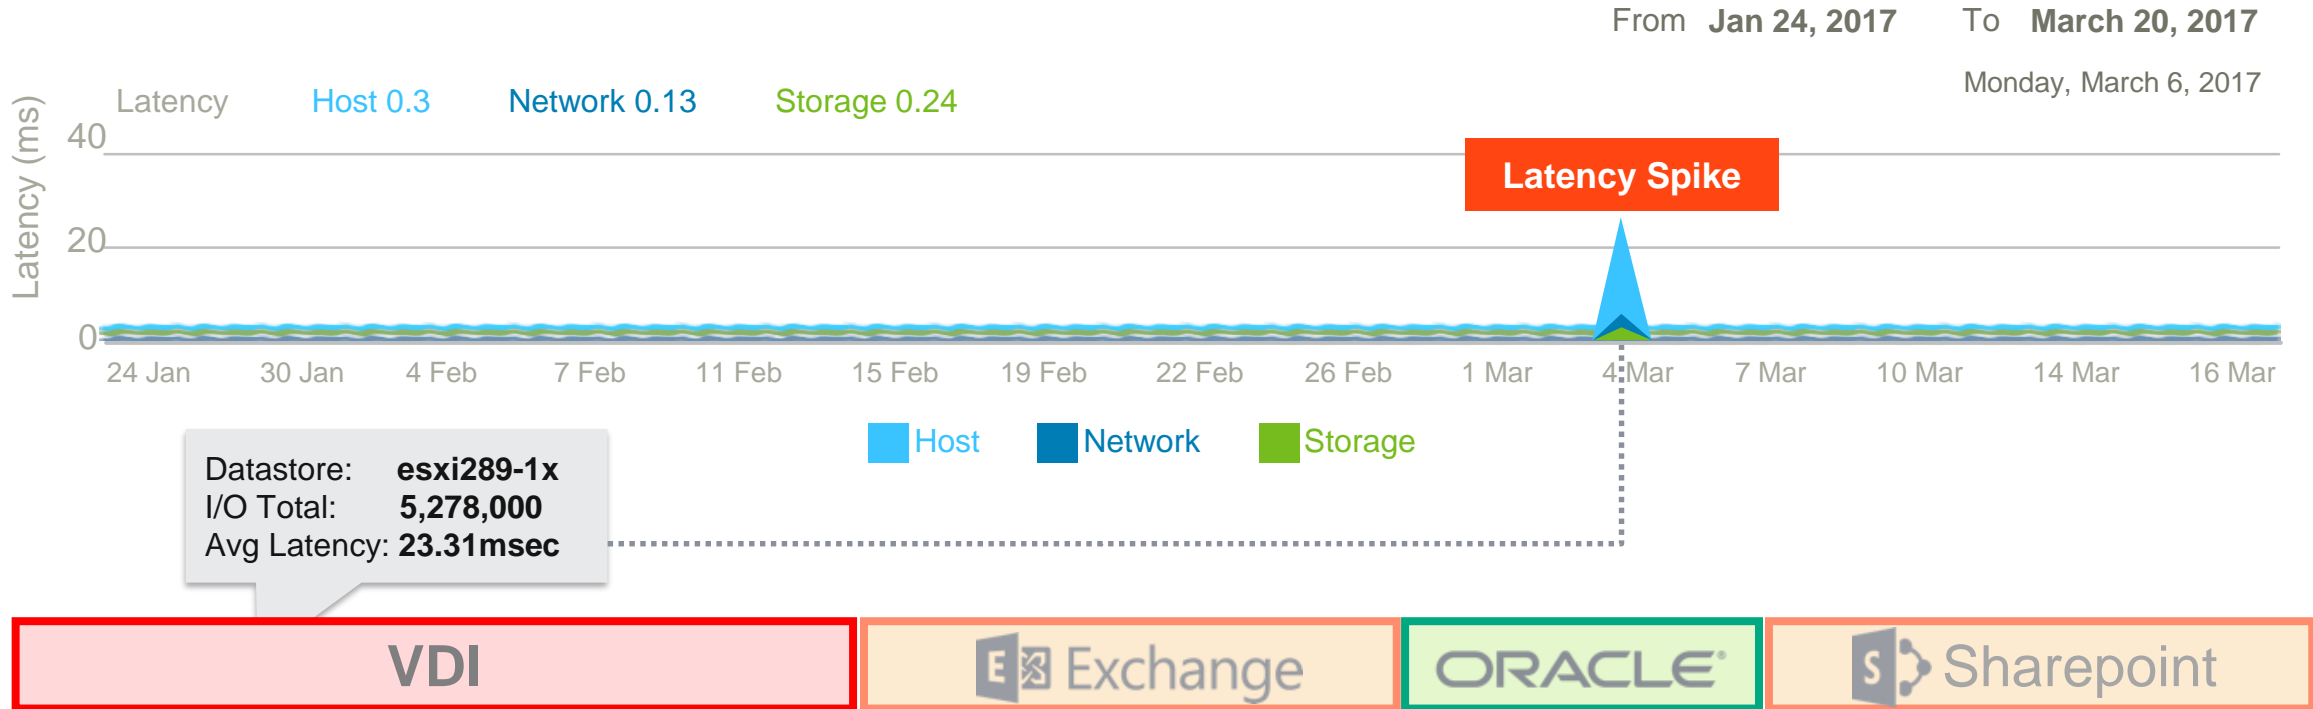 From Jan 24, 2017 To March 20, 2017
Monday, March 6, 2017
Latency Host 0.3 Network 0.13 Storage 0.24
Latency (ms)
40
Latency Spike
20
0
24 Jan 30 Jan 4 Feb 7 Feb 11 Feb 15 Feb 19 Feb 22 Feb 26 Feb 1 Mar 4 Mar 7 Mar 10 Mar 14 Mar 16 Mar
Host Network Storage
Datastore: esxi289-1x
I/O Total: 5,278,000
Avg Latency: 23.31msec
VDI E Exchange ORACLE® S Sharepoint